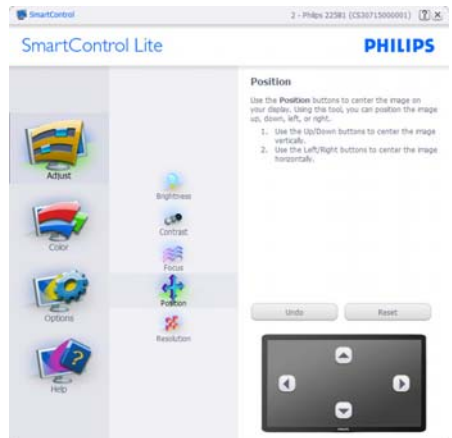 SmartControl
2 - Philips 225B1 (CS30715000001)
SmartControl Lite
PHILIPS
Adjust
Color
Options
Help
Brightness
Contrast
Focus
Position
Resolution
Position
Use the Position buttons to center the image on
your display. Using this tool, you can position the image
up, down, left, or right.
1. Use the Up/Down buttons to center the image
vertically.
2. Use the Left/Right buttons to center the image
horizontally.
Undo
Reset